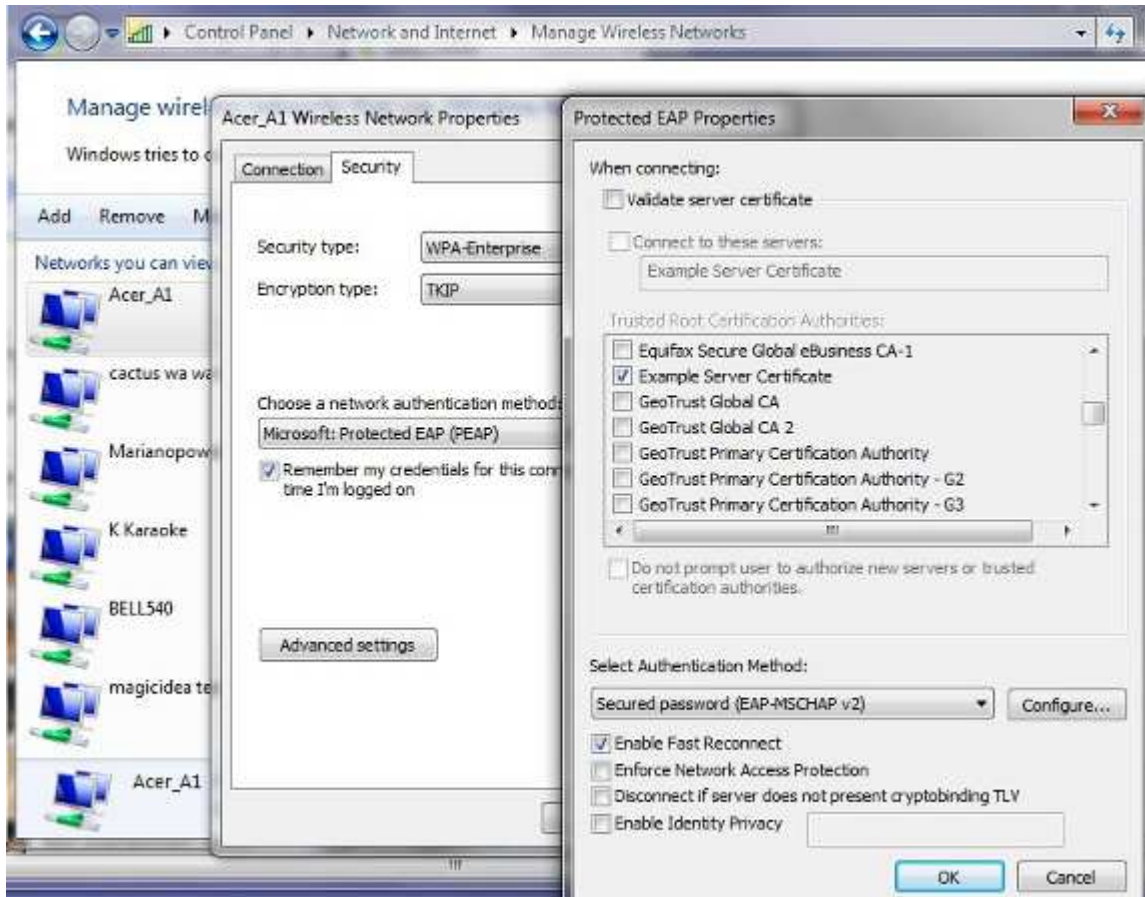 Control Panel ▸ Network and Internet ▸ Manage Wireless Networks
Manage wirel
Windows tries to c
Add Remove M
Networks you can view
Acer_A1
cactus wa wa
Marianopow
K Karaoke
BELL540
magicidea te
Acer_A1
Acer_A1 Wireless Network Properties
Connection Security
Security type: WPA-Enterprise
Encryption type: TKIP
Choose a network authentication method:
Microsoft: Protected EAP (PEAP)
Remember my credentials for this conn
time I'm logged on
Advanced settings
Protected EAP Properties
When connecting:
Validate server certificate
Connect to these servers:
Example Server Certificate
Trusted Root Certification Authorities:
Equifax Secure Global eBusiness CA-1
Example Server Certificate
GeoTrust Global CA
GeoTrust Global CA 2
GeoTrust Primary Certification Authority
GeoTrust Primary Certification Authority - G2
GeoTrust Primary Certification Authority - G3
Do not prompt user to authorize new servers or trusted
certification authorities.
Select Authentication Method:
Secured password (EAP-MSCHAP v2) Configure...
Enable Fast Reconnect
Enforce Network Access Protection
Disconnect if server does not present cryptobinding TLV
Enable Identity Privacy
OK Cancel